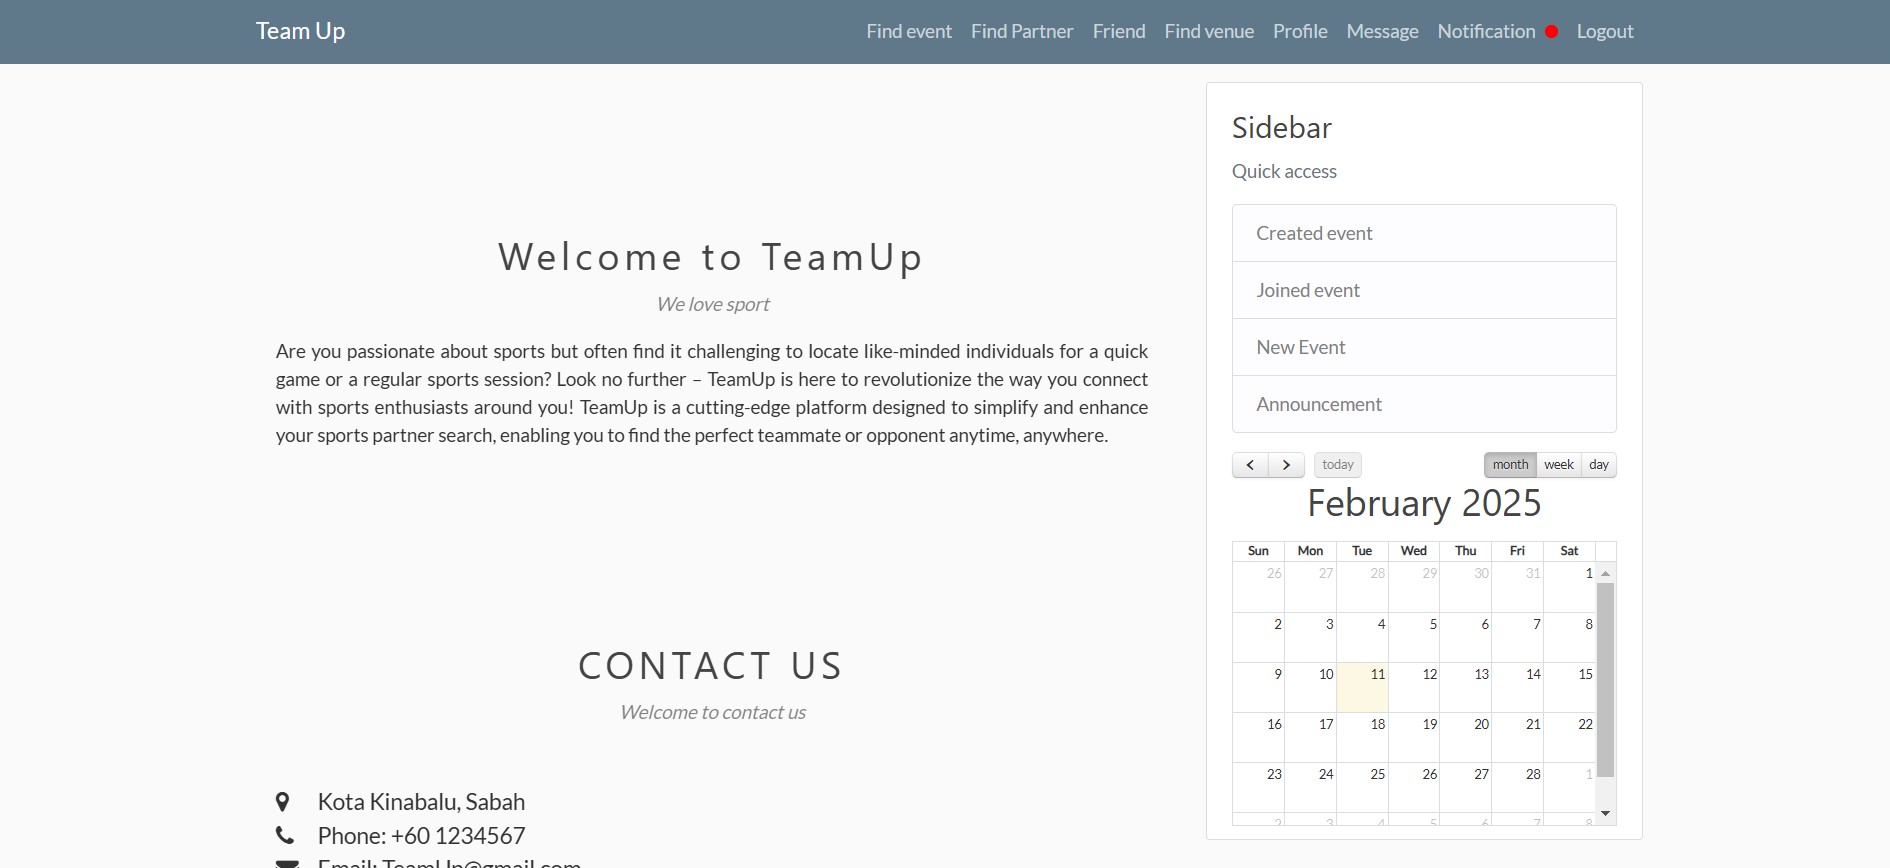 Team Up
Find event Find Partner Friend Find venue Profile Message Notification Logout
Welcome to TeamUp
We love sport
Are you passionate about sports but often find it challenging to locate like-minded individuals for a quick
game or a regular sports session? Look no further – TeamUp is here to revolutionize the way you connect
with sports enthusiasts around you! TeamUp is a cutting-edge platform designed to simplify and enhance
your sports partner search, enabling you to find the perfect teammate or opponent anytime, anywhere.
CONTACT US
Welcome to contact us
Kota Kinabalu, Sabah
Phone: +60 1234567
Email: TeamUp@gmail.com
Sidebar
Quick access
Created event
Joined event
New Event
Announcement
today month week day
February 2025
Sun Mon Tue Wed Thu Fri Sat
26 27 28 29 30 31 1
2 3 4 5 6 7 8
9 10 11 12 13 14 15
16 17 18 19 20 21 22
23 24 25 26 27 28 1
2 3 4 5 6 7 8